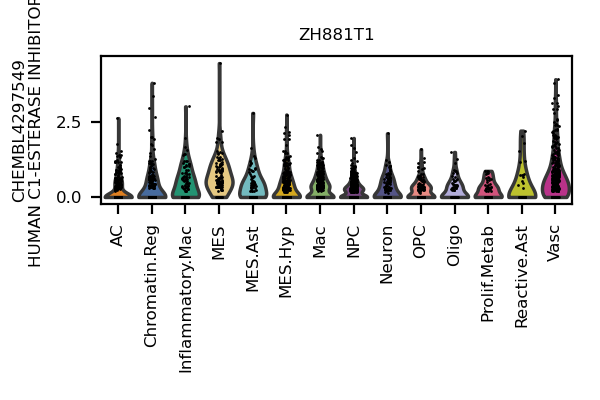 ZH881T1
CHEMBL4297549
HUMAN C1-ESTERASE INHIBITOR
2.5
0.0
AC
Chromatin.Reg
Inflammatory.Mac
MES
MES.Ast
MES.Hyp
Mac
NPC
Neuron
OPC
Oligo
Prolif.Metab
Reactive.Ast
Vasc